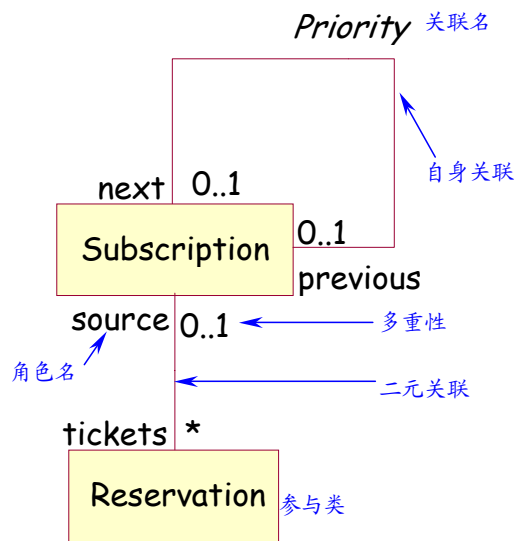 Priority 关联名
自身关联
next 0..1
0..1
Subscription
previous
source 0..1 多重性
角色名
二元关联
tickets *
Reservation 参与类